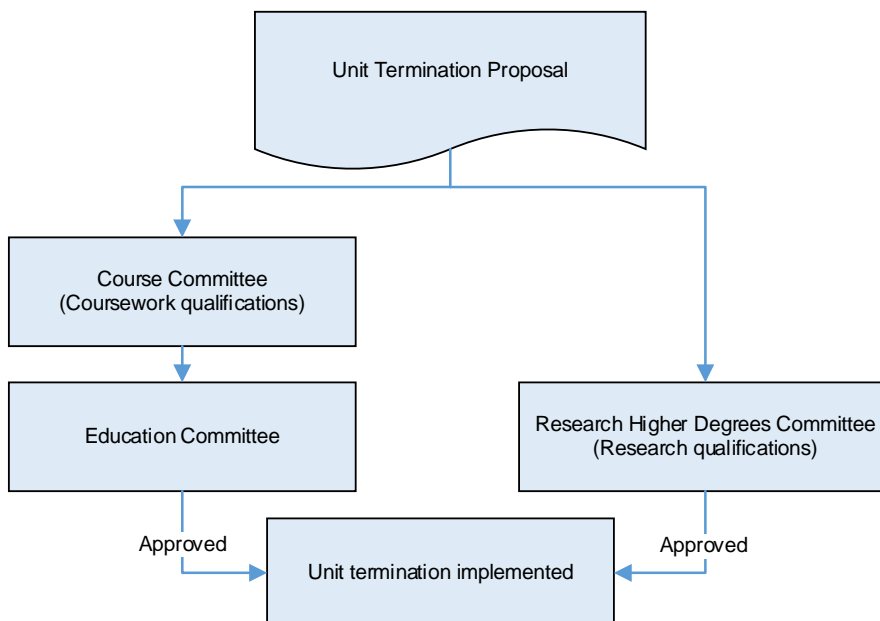 Unit Termination Proposal
Course Committee
(Coursework qualifications)
Education Committee
Research Higher Degrees Committee
(Research qualifications)
Approved
Approved
Unit termination implemented